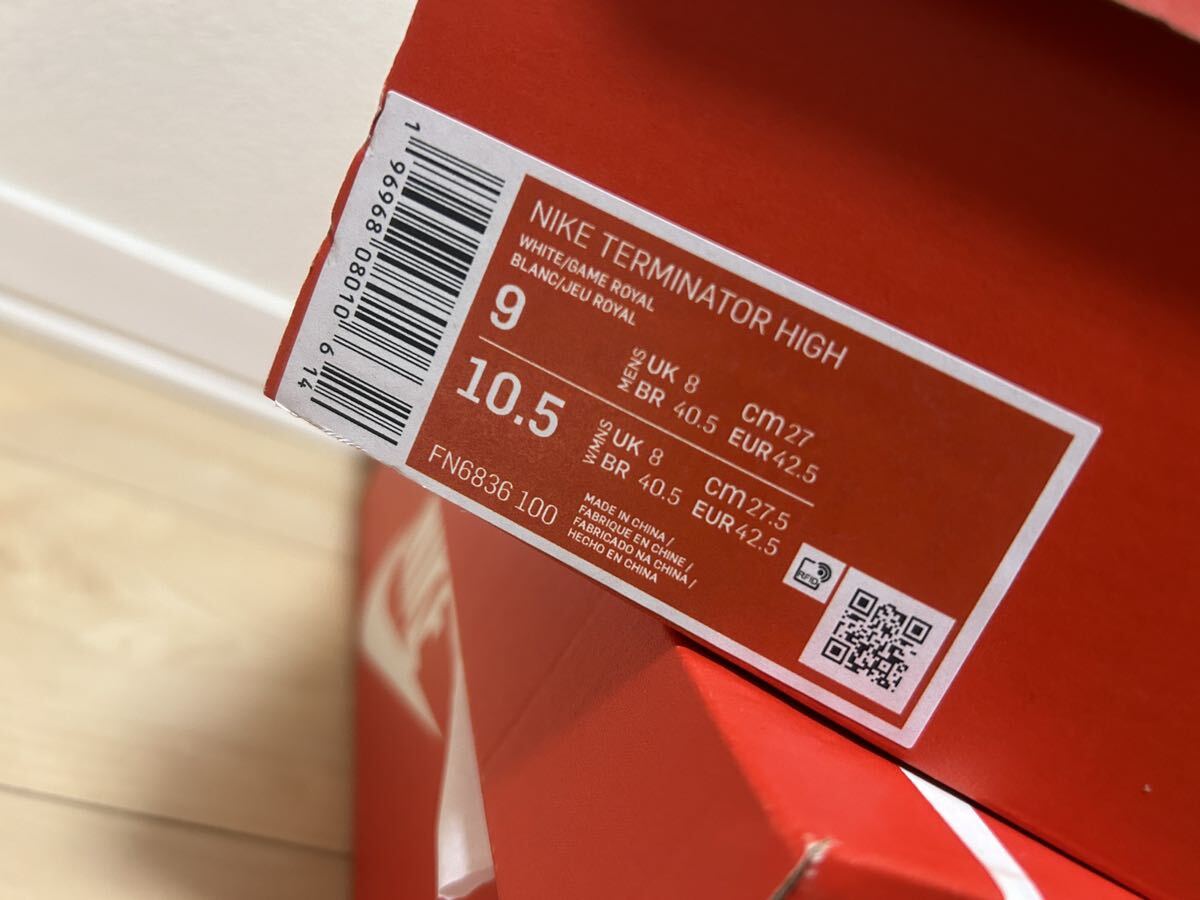 NIKE TERMINATOR HIGH
WHITE/GAME ROYAL
BLANC/JEU ROYAL
9
MENS UK 8 cm 27
BR 40.5 EUR 42.5
10.5
WMNS UK 8 cm 27.5
BR 40.5 EUR 42.5
FN6836 100
MADE IN CHINA /
FABRIQUE EN CHINE /
FABRICADO NA CHINA /
HECHO EN CHINA
RFID
1 96968 08010 6 14